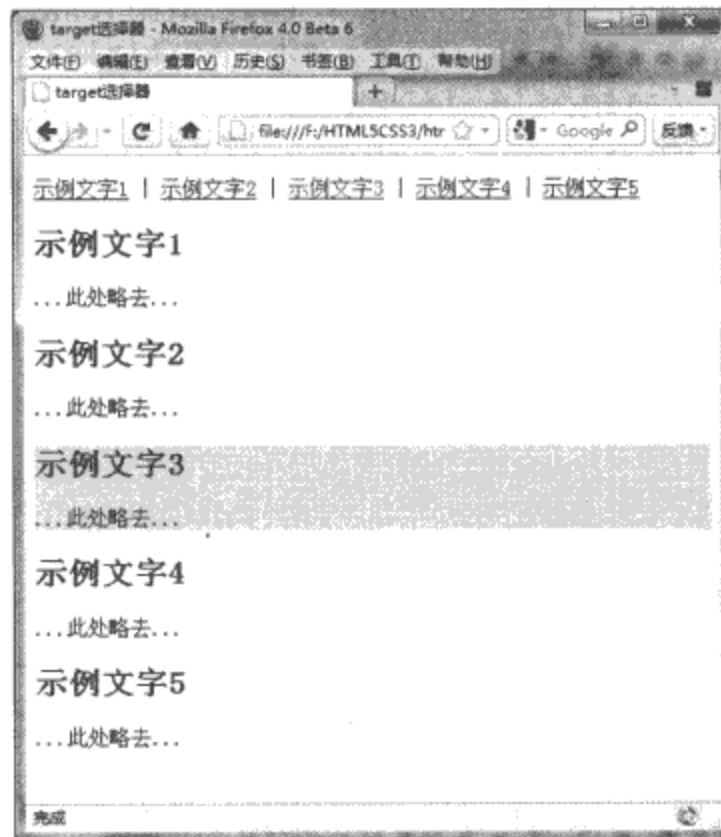 target选择器 - Mozilla Firefox 4.0 Beta 6
文件(F) 编辑(E) 查看(V) 历史(S) 书签(B) 工具(T) 帮助(H)
target选择器 +
file:///F:/HTML5CSS3/htr Google 反馈
示例文字1 | 示例文字2 | 示例文字3 | 示例文字4 | 示例文字5
示例文字1
...此处略去...
示例文字2
...此处略去...
示例文字3
...此处略去...
示例文字4
...此处略去...
示例文字5
...此处略去...
完成